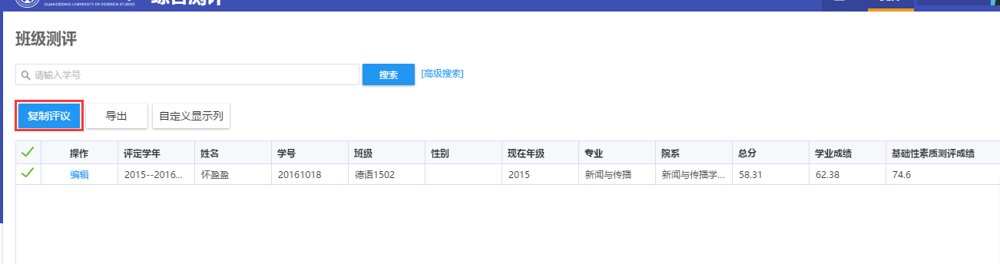 GUANGDONG UNIVERSITY OF FOREIGN STUDIES
综合测评
班级测评
请输入学号
搜索
[高级搜索]
复制评议
导出
自定义显示列
操作 评定学年 姓名 学号 班级 性别 现在年级 专业 院系 总分 学业成绩 基础性素质测评成绩
编辑 2015--2016... 怀盈盈 20161018 德语1502 2015 新闻与传播 新闻与传播学... 58.31 62.38 74.6